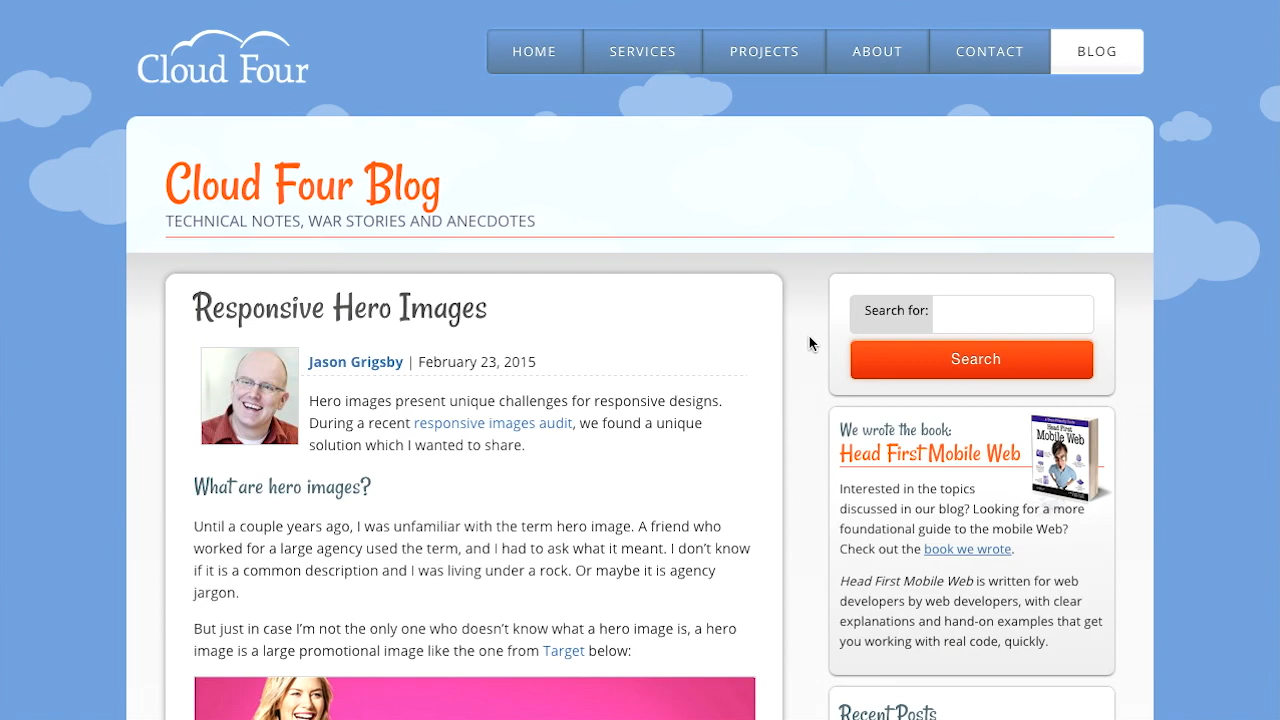 Cloud Four
HOME
SERVICES
PROJECTS
ABOUT
CONTACT
BLOG
Cloud Four Blog
TECHNICAL NOTES, WAR STORIES AND ANECDOTES
Responsive Hero Images
Jason Grigsby | February 23, 2015
Hero images present unique challenges for responsive designs.
During a recent responsive images audit, we found a unique
solution which I wanted to share.
What are hero images?
Until a couple years ago, I was unfamiliar with the term hero image. A friend who
worked for a large agency used the term, and I had to ask what it meant. I don't know
if it is a common description and I was living under a rock. Or maybe it is agency
jargon.
But just in case I'm not the only one who doesn't know what a hero image is, a hero
image is a large promotional image like the one from Target below:
Search for:
Search
We wrote the book:
Head First Mobile Web
Head First
Mobile Web
Interested in the topics
discussed in our blog? Looking for a more
foundational guide to the mobile Web?
Check out the book we wrote.
Head First Mobile Web is written for web
developers by web developers, with clear
explanations and hand-on examples that get
you working with real code, quickly.
Recent Posts